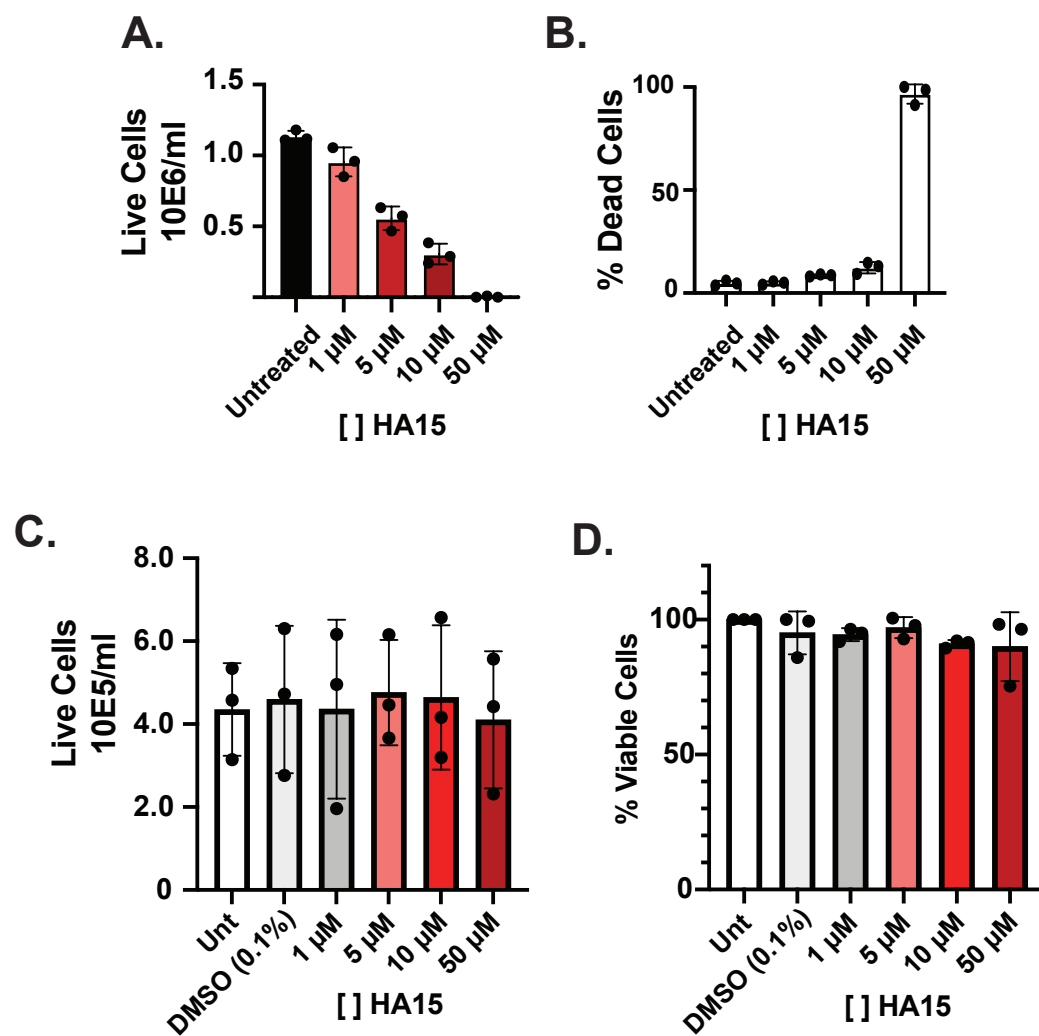 A.
Live Cells
10E6/ml
1.5
1.0
0.5
Untreated
1 µM
5 µM
10 µM
50 µM
[ ] HA15
B.
% Dead Cells
100
50
0
Untreated
1 µM
5 µM
10 µM
50 µM
[ ] HA15
C.
Live Cells
10E5/ml
8.0
6.0
4.0
2.0
0
Unt
DMSO (0.1%)
1 µM
5 µM
10 µM
50 µM
[ ] HA15
D.
% Viable Cells
100
50
0
Unt
DMSO (0.1%)
1 µM
5 µM
10 µM
50 µM
[ ] HA15